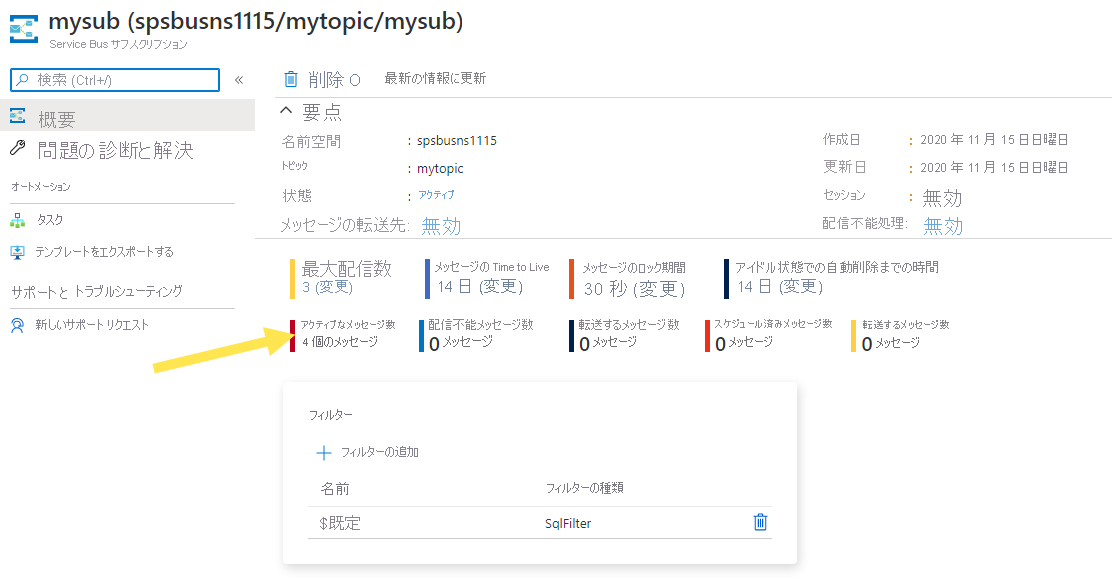 mysub (spsbusns1115/mytopic/mysub)
Service Bus サブスクリプション
検索 (Ctrl+/)
«
削除 最新の情報に更新
概要
問題の診断と解決
オートメーション
タスク
テンプレートをエクスポートする
サポートと トラブルシューティング
新しいサポート リクエスト
要点
名前空間 : spsbusns1115
トピック : mytopic
状態 : アクティブ
メッセージの転送先: 無効
作成日 : 2020 年 11 月 15 日日曜日
更新日 : 2020 年 11 月 15 日日曜日
セッション : 無効
配信不能処理: 無効
最大配信数
3 (変更)
メッセージの Time to Live
14 日 (変更)
メッセージのロック期間
30 秒 (変更)
アイドル状態での自動削除までの時間
14 日 (変更)
アクティブなメッセージ数
4 個のメッセージ
配信不能メッセージ数
0 メッセージ
転送するメッセージ数
0 メッセージ
スケジュール済みメッセージ数
0 メッセージ
転送するメッセージ数
0 メッセージ
フィルター
フィルターの追加
名前 フィルターの種類
$既定 SqlFilter